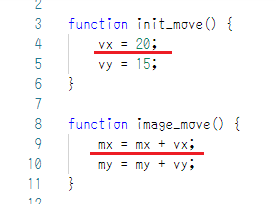 2
3 function init_move() {
4 vx = 20;
5 vy = 15;
6 }
7
8 function image_move() {
9 mx = mx + vx;
10 my = my + vy;
11 }